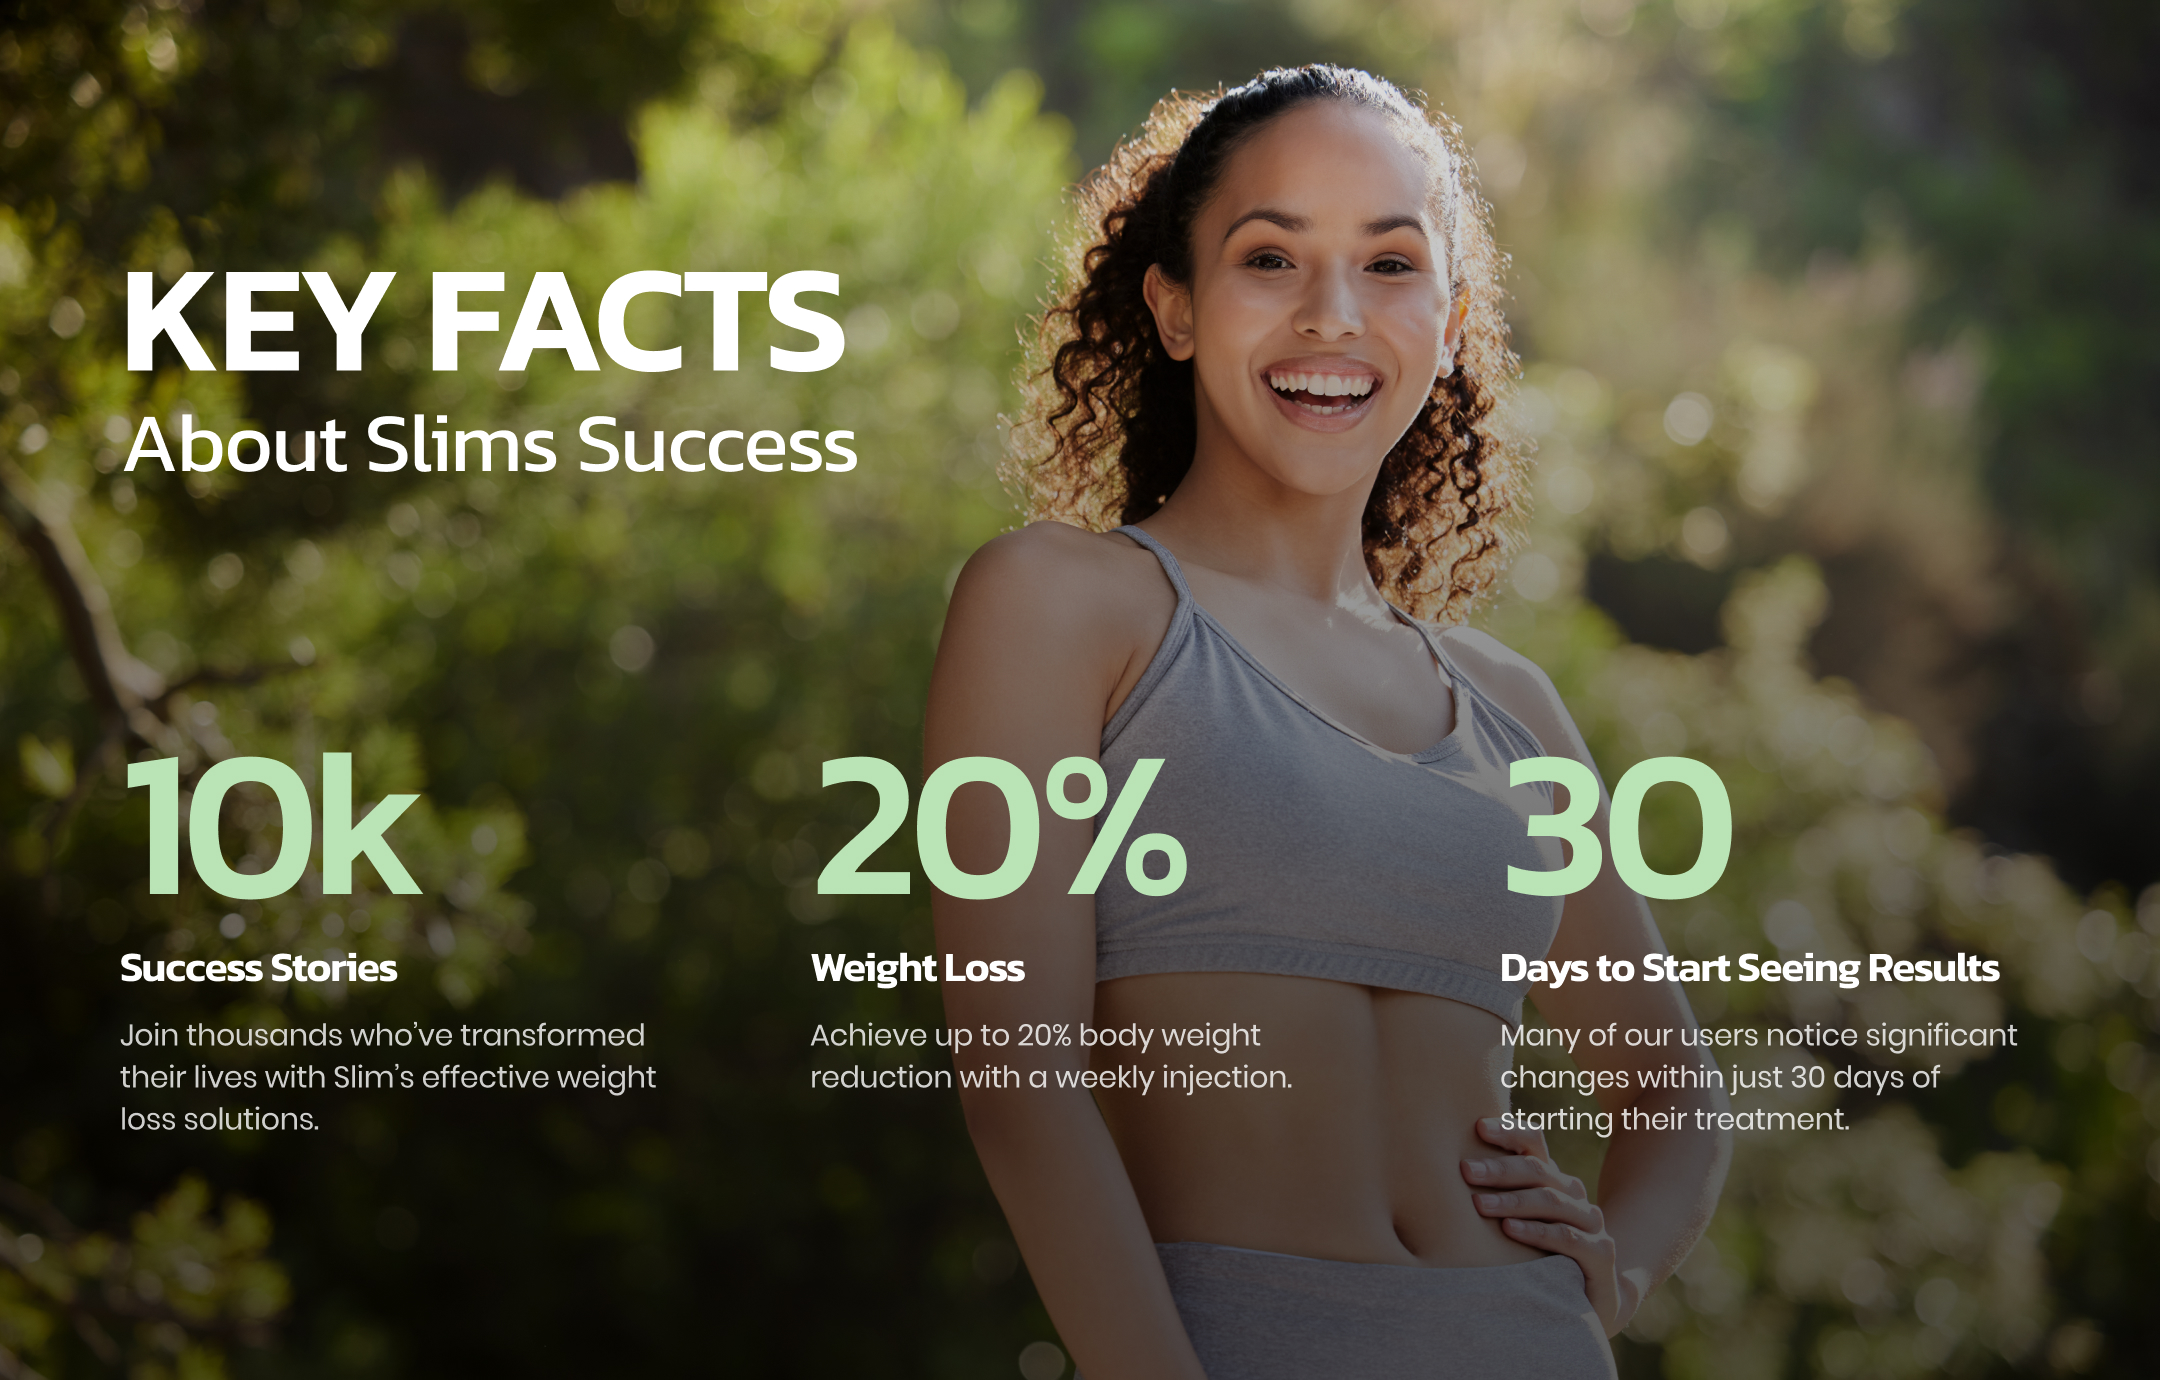 KEY FACTS
About Slims Success
10k
Success Stories
Join thousands who’ve transformed
their lives with Slim’s effective weight
loss solutions.
20%
Weight Loss
Achieve up to 20% body weight
reduction with a weekly injection.
30
Days to Start Seeing Results
Many of our users notice significant
changes within just 30 days of
starting their treatment.